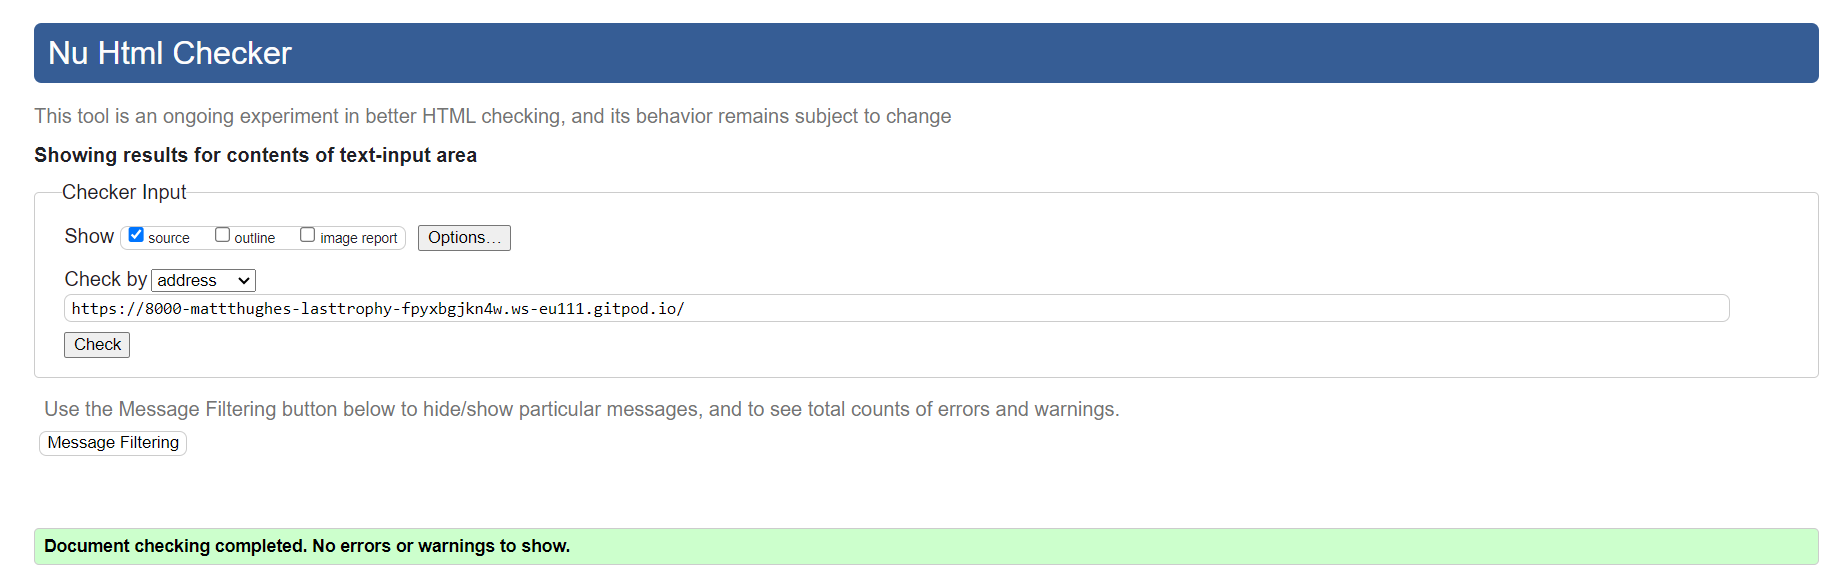 Nu Html Checker
This tool is an ongoing experiment in better HTML checking, and its behavior remains subject to change
Showing results for contents of text-input area
Checker Input
Show source outline image report Options...
Check by address
https://8000-mattthughes-lasttrophy-fpyxbgjkn4w.ws-eu111.gitpod.io/
Check
Use the Message Filtering button below to hide/show particular messages, and to see total counts of errors and warnings.
Message Filtering
Document checking completed. No errors or warnings to show.